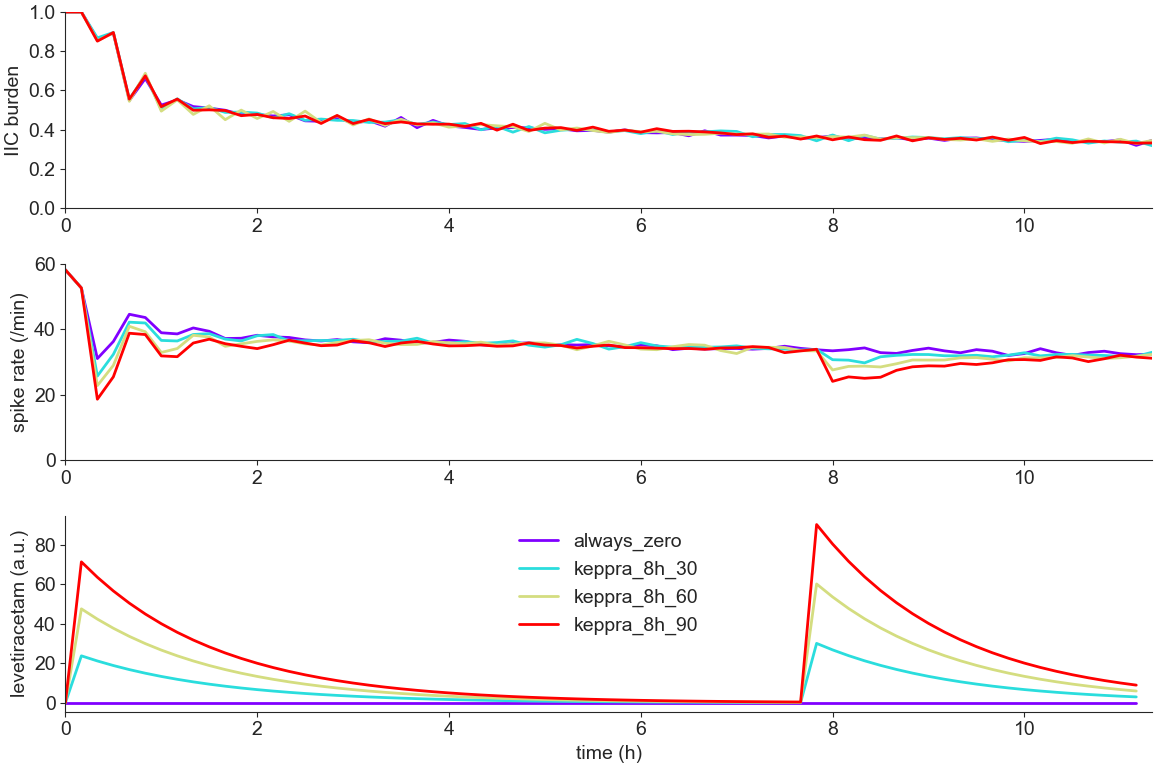 IIC burden
1.0
0.8
0.6
0.4
0.2
0.0
0 2 4 6 8 10
spike rate (/min)
60
40
20
0
0 2 4 6 8 10
levetiracetam (a.u.)
80
60
40
20
0
always_zero
keppra_8h_30
keppra_8h_60
keppra_8h_90
0 2 4 6 8 10
time (h)